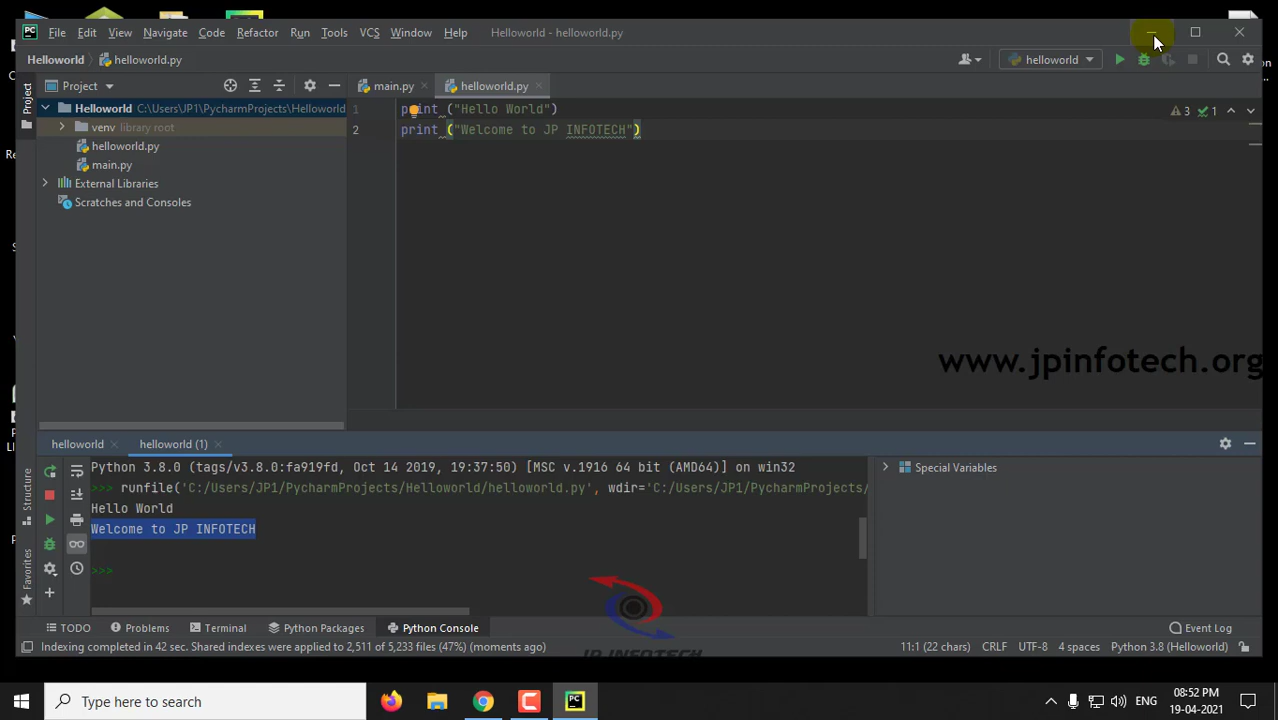 PC File Edit View Navigate Code Refactor Run Tools VCS Window Help Helloworld - helloworld.py
Helloworld helloworld.py helloworld
Project
Project main.py helloworld.py
Helloworld C:\Users\JP1\PycharmProjects\Helloworld
venv library root
helloworld.py
main.py
External Libraries
Scratches and Consoles
1 print ("Hello World")
2 print ("Welcome to JP INFOTECH")
3 1
www.jpinfotech.org
helloworld helloworld (1)
Python 3.8.0 (tags/v3.8.0:fa919fd, Oct 14 2019, 19:37:50) [MSC v.1916 64 bit (AMD64)] on win32
>>> runfile('C:/Users/JP1/PycharmProjects/Helloworld/helloworld.py', wdir='C:/Users/JP1/PycharmProjects/
Hello World
Welcome to JP INFOTECH
>>>
Special Variables
Structure
Favorites
JP INFOTECH
TODO Problems Terminal Python Packages Python Console Event Log
Indexing completed in 42 sec. Shared indexes were applied to 2,511 of 5,233 files (47%) (moments ago) 11:1 (22 chars) CRLF UTF-8 4 spaces Python 3.8 (Helloworld)
Type here to search
PC
ENG
08:52 PM
19-04-2021